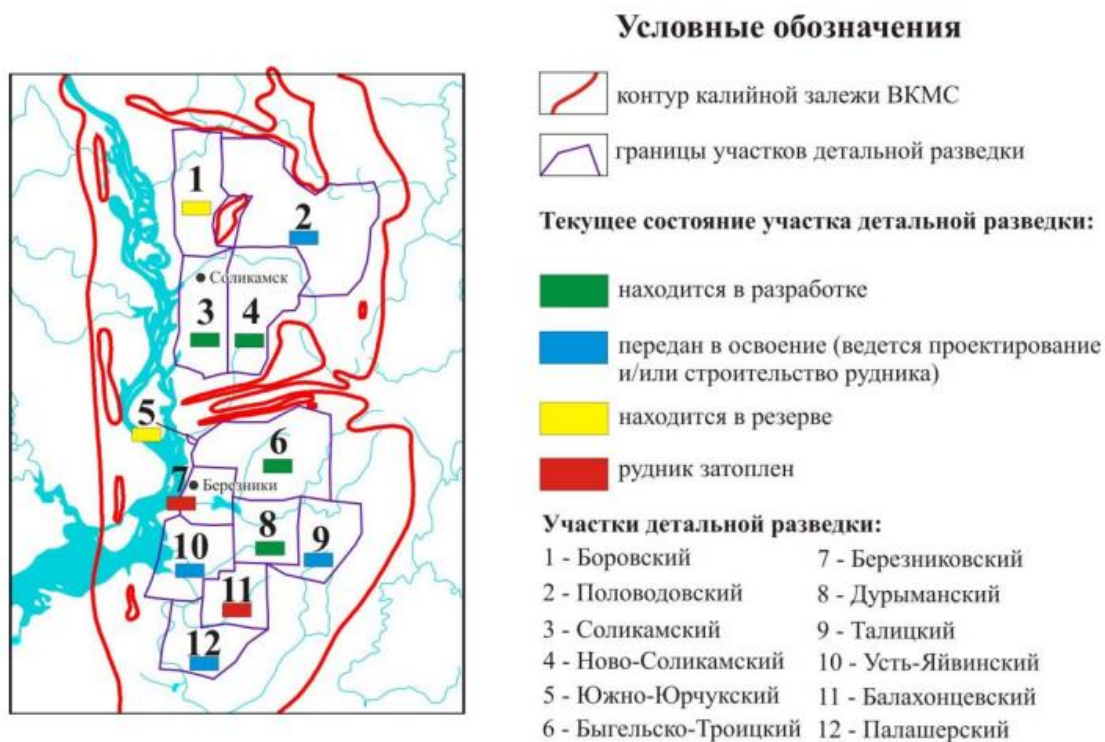 Условные обозначения
контур калийной залежи ВКМС
границы участков детальной разведки
Текущее состояние участка детальной разведки:
находится в разработке
передан в освоение (ведется проектирование
и/или строительство рудника)
находится в резерве
рудник затоплен
Участки детальной разведки:
1 - Боровский
2 - Половодовский
3 - Соликамский
4 - Ново-Соликамский
5 - Южно-Юрчукский
6 - Быгельско-Троицкий
7 - Березниковский
8 - Дурыманский
9 - Талицкий
10 - Усть-Яйвинский
11 - Балахонцевский
12 - Палашерский
1
2
Соликамск
3
4
5
6
7
Березники
8
9
10
11
12